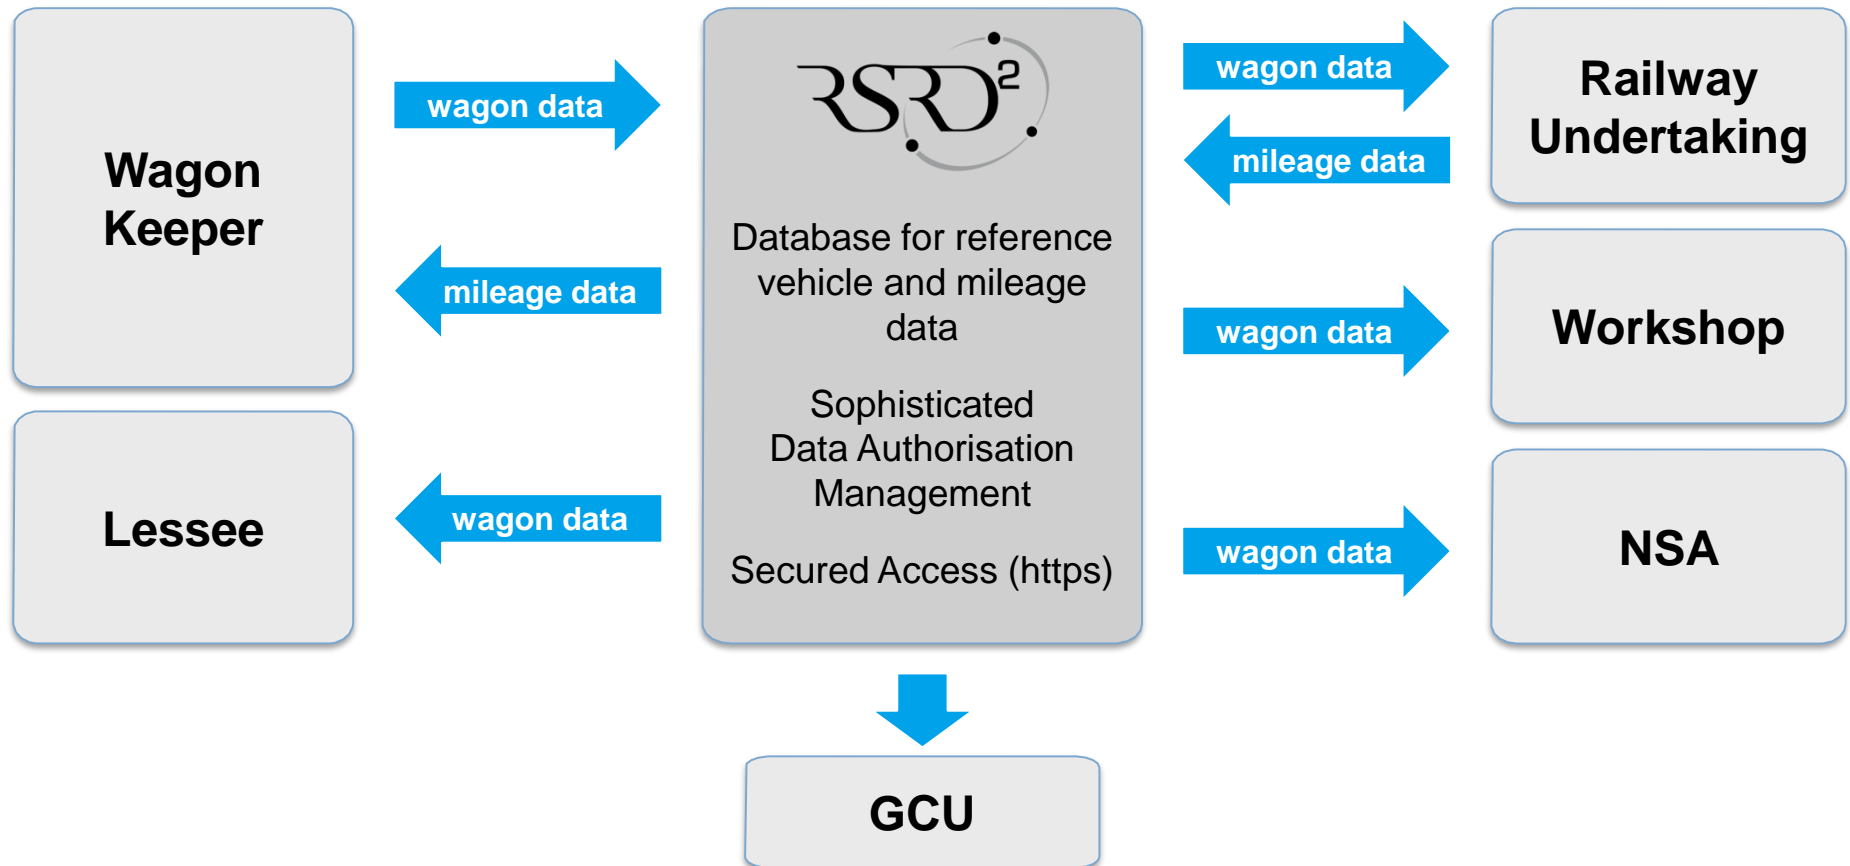 Wagon
Keeper
wagon data
mileage data
Lessee
wagon data
RSRD²
Database for reference
vehicle and mileage
data
Sophisticated
Data Authorisation
Management
Secured Access (https)
wagon data
mileage data
Railway
Undertaking
wagon data
Workshop
wagon data
NSA
GCU